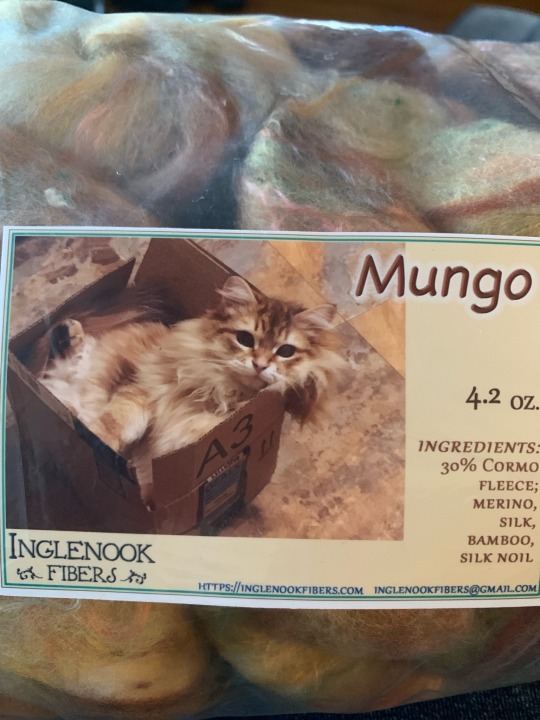 Mungo
4.2 OZ.
INGREDIENTS:
30% CORMO
FLEECE;
MERINO,
SILK,
BAMBOO,
SILK NOIL
A3
INGLENOOK
FIBERS
HTTPS://INGLENOOKFIBERS.COM INGLENOOKFIBERS@GMAIL.COM